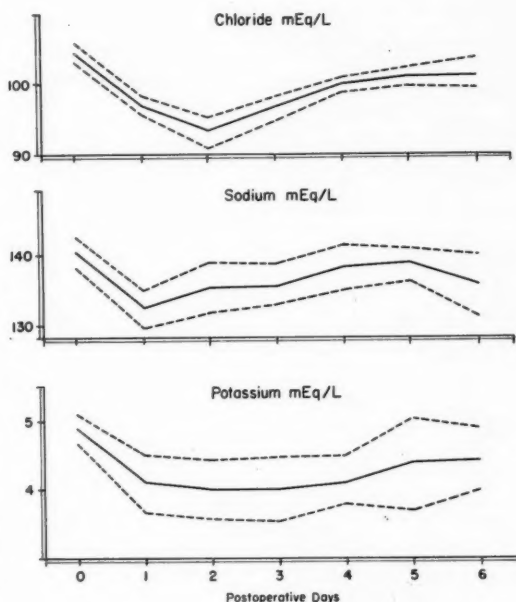 Chloride mEq/L
100
90
Sodium mEq/L
140
130
Potassium mEq/L
5
4
0 1 2 3 4 5 6
Postoperative Days